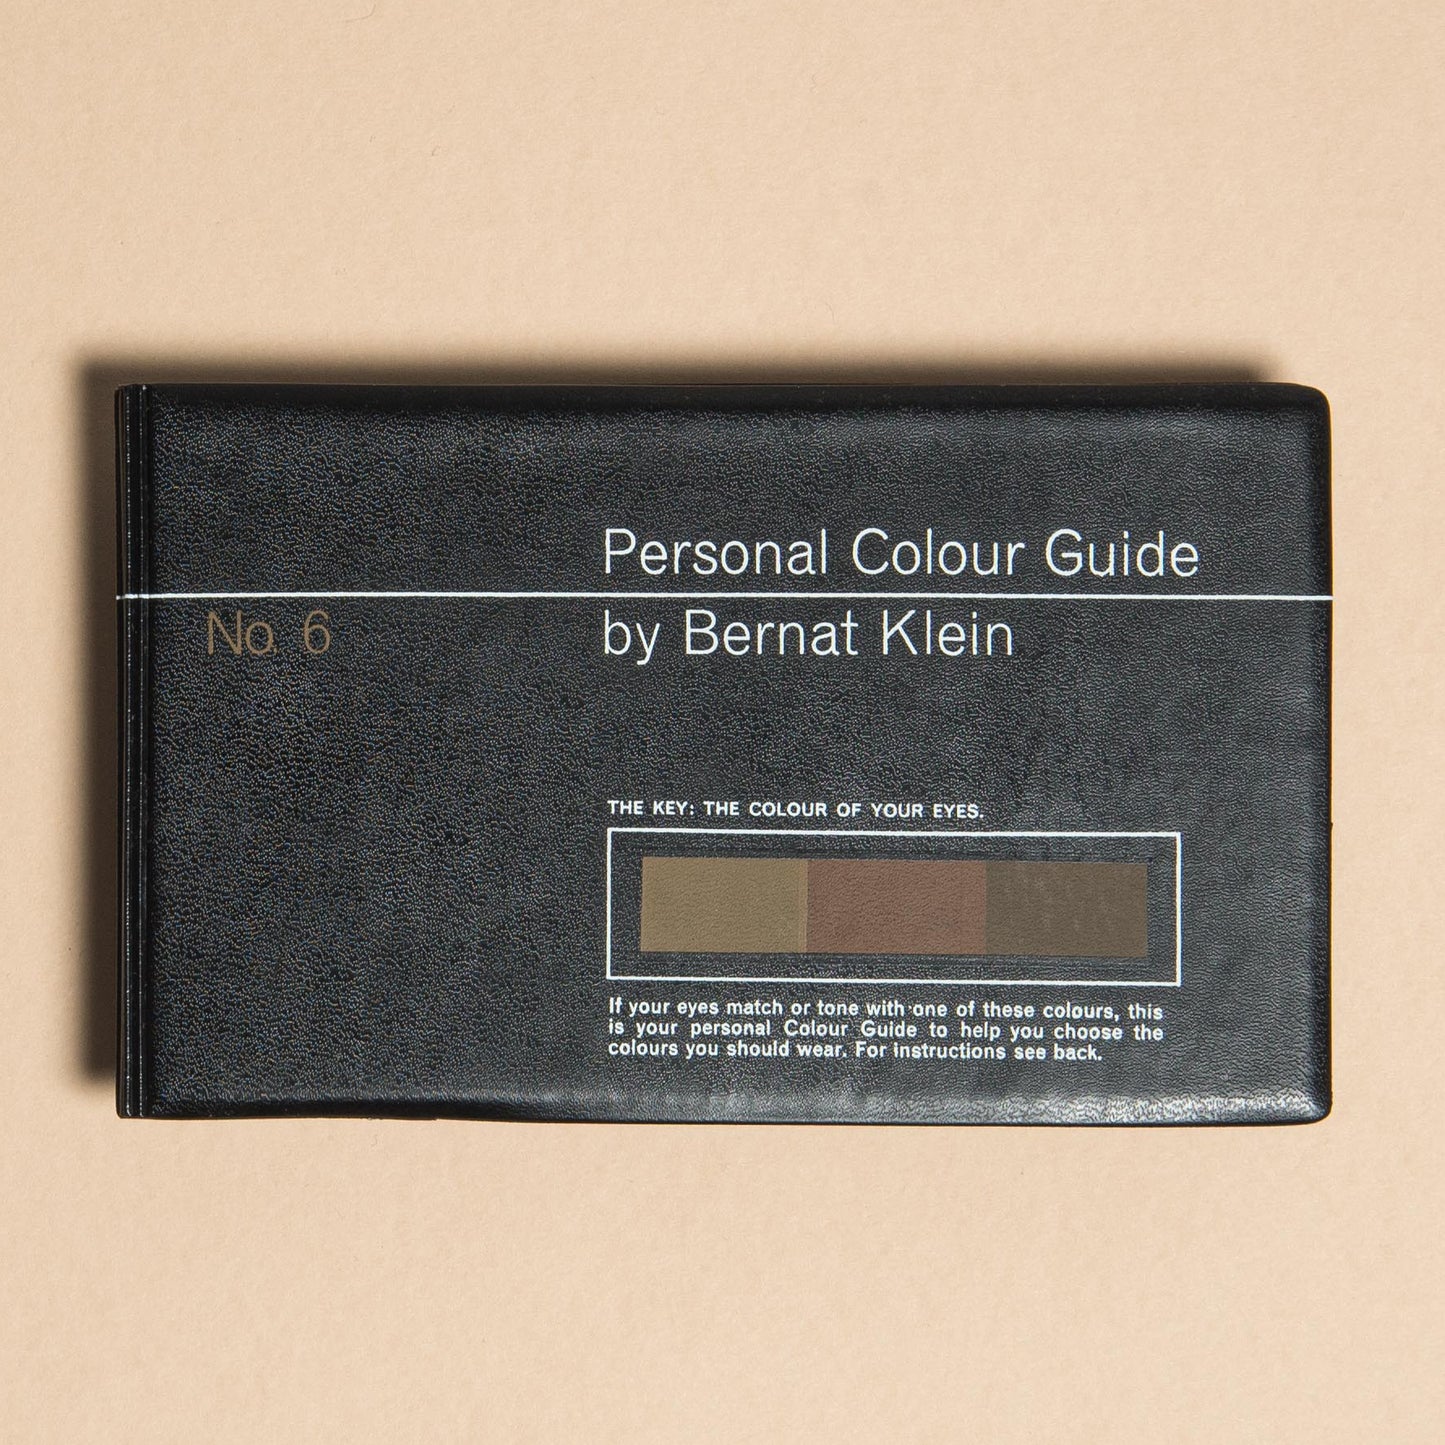 Personal Colour Guide
No. 6 by Bernat Klein
THE KEY: THE COLOUR OF YOUR EYES.
If your eyes match or tone with one of these colours, this
is your personal Colour Guide to help you choose the
colours you should wear. For instructions see back.